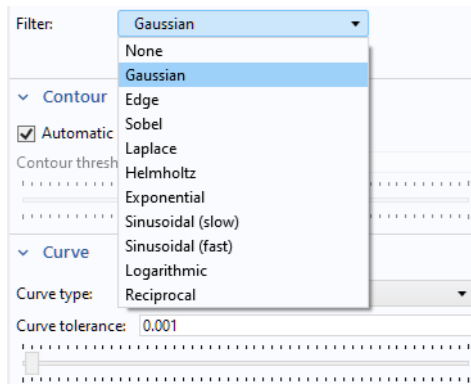 Filter: Gaussian
None
Gaussian
Edge
Contour
Sobel
Automatic
Laplace
Contour thresh
Helmholtz
Exponential
Sinusoidal (slow)
Sinusoidal (fast)
Curve
Logarithmic
Curve type: Reciprocal
Curve tolerance: 0.001